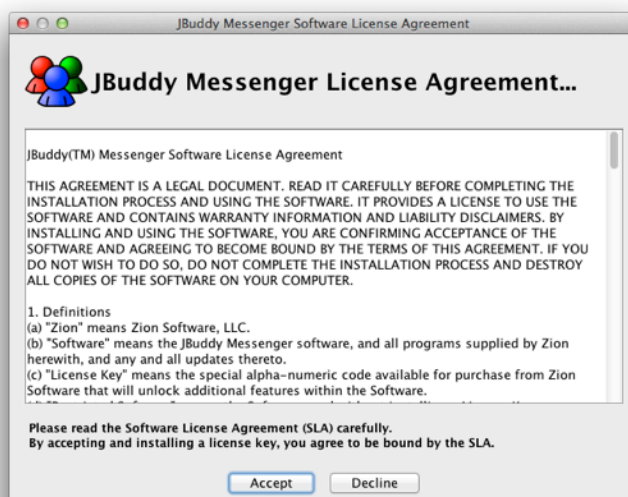 JBuddy Messenger Software License Agreement
JBuddy Messenger License Agreement...
JBuddy(TM) Messenger Software License Agreement
THIS AGREEMENT IS A LEGAL DOCUMENT. READ IT CAREFULLY BEFORE COMPLETING THE
INSTALLATION PROCESS AND USING THE SOFTWARE. IT PROVIDES A LICENSE TO USE THE
SOFTWARE AND CONTAINS WARRANTY INFORMATION AND LIABILITY DISCLAIMERS. BY
INSTALLING AND USING THE SOFTWARE, YOU ARE CONFIRMING ACCEPTANCE OF THE
SOFTWARE AND AGREEING TO BECOME BOUND BY THE TERMS OF THIS AGREEMENT. IF YOU
DO NOT WISH TO DO SO, DO NOT COMPLETE THE INSTALLATION PROCESS AND DESTROY
ALL COPIES OF THE SOFTWARE ON YOUR COMPUTER.
1. Definitions
(a) "Zion" means Zion Software, LLC.
(b) "Software" means the JBuddy Messenger software, and all programs supplied by Zion
herewith, and any and all updates thereto.
(c) "License Key" means the special alpha-numeric code available for purchase from Zion
Software that will unlock additional features within the Software.
Please read the Software License Agreement (SLA) carefully.
By accepting and installing a license key, you agree to be bound by the SLA.
Accept
Decline